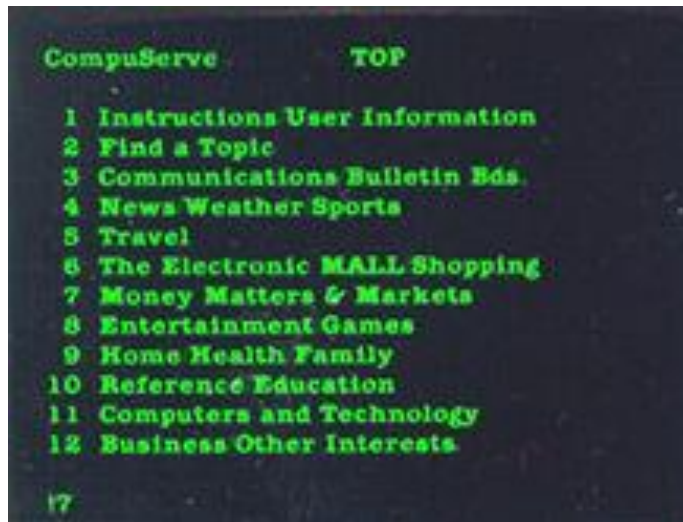 CompuServe TOP
1 Instructions User Information
2 Find a Topic
3 Communications Bulletin Bds.
4 News Weather Sports
5 Travel
6 The Electronic MALL Shopping
7 Money Matters & Markets
8 Entertainment Games
9 Home Health Family
10 Reference Education
11 Computers and Technology
12 Business Other Interests
!7